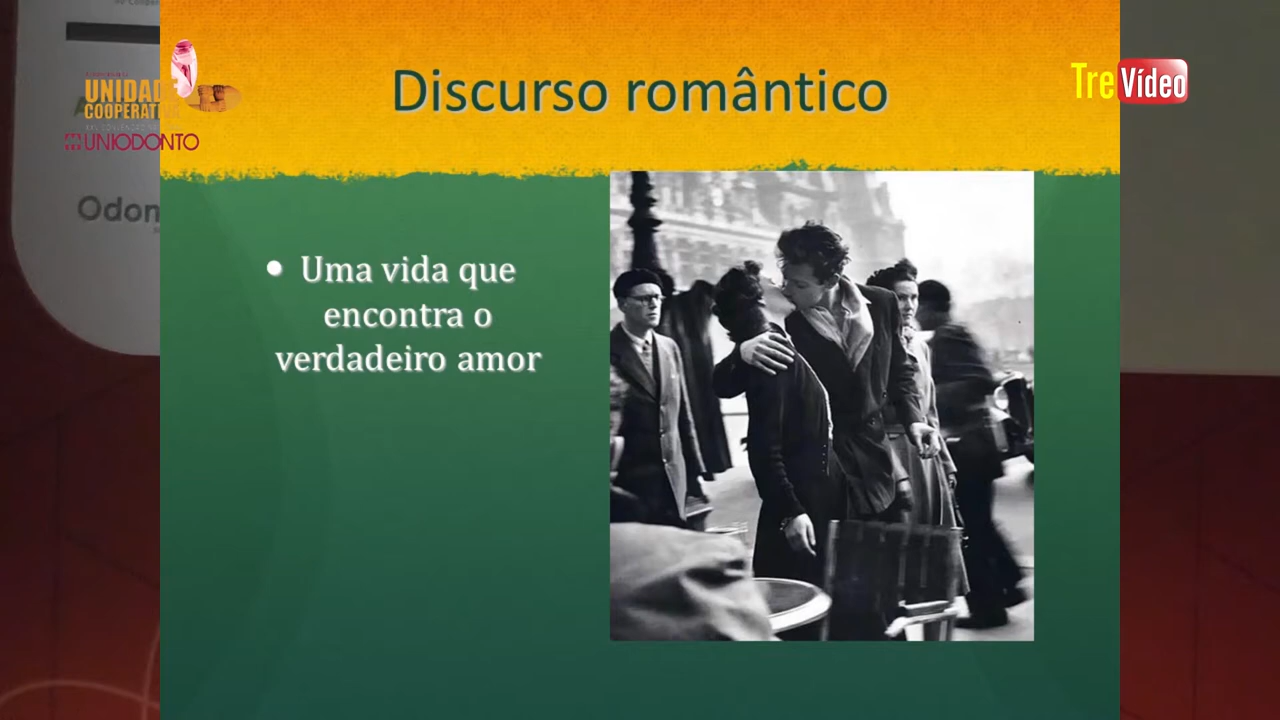 Discurso romântico
TreVídeo
UNIDADE
UNIODONTO
Odon
• Uma vida que
encontra o
verdadeiro amor